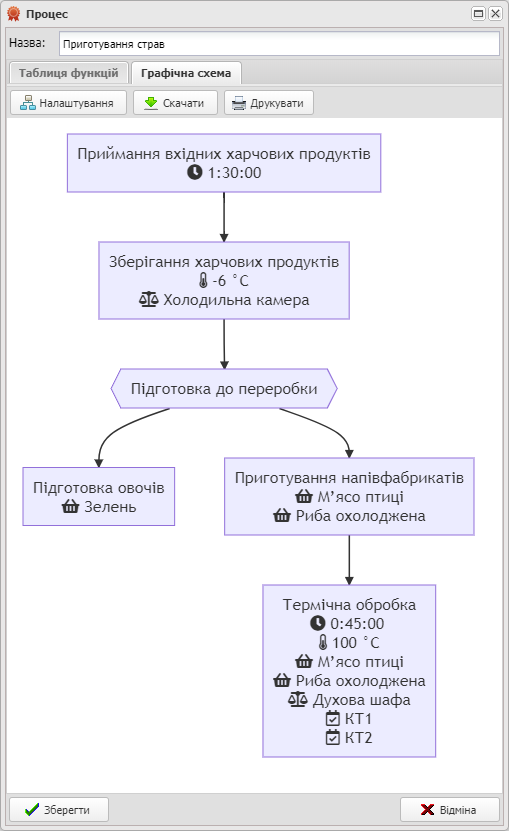 Процес
Назва: Приготування страв
Таблиця функцій Графічна схема
Налаштування Скачати Друкувати
Приймання вхідних харчових продуктів
1:30:00
Зберігання харчових продуктів
-6 °C
Холодильна камера
Підготовка до переробки
Підготовка овочів
Зелень
Приготування напівфабрикатів
М’ясо птиці
Риба охолоджена
Термічна обробка
0:45:00
100 °C
М’ясо птиці
Риба охолоджена
Духова шафа
КТ1
КТ2
Зберегти Відміна